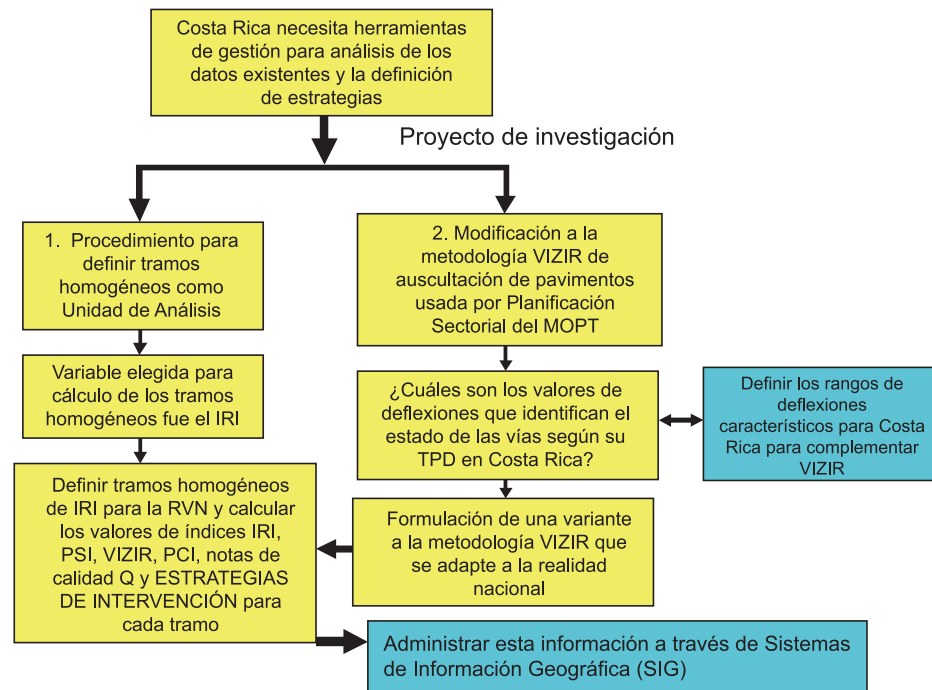 Costa Rica necesita herramientas
de gestión para análisis de los
datos existentes y la definición
de estrategias
Proyecto de investigación
1. Procedimiento para
definir tramos
homogéneos como
Unidad de Análisis
2. Modificación a la
metodología VIZIR de
auscultación de pavimentos
usada por Planificación
Sectorial del MOPT
Variable elegida para
cálculo de los tramos
homogéneos fue el IRI
¿Cuáles son los valores de
deflexiones que identifican el
estado de las vías según su
TPD en Costa Rica?
Definir los rangos de
deflexiones
característicos para Costa
Rica para complementar
VIZIR
Definir tramos homogéneos
de IRI para la RVN y calcular
los valores de índices IRI,
PSI, VIZIR, PCI, notas de
calidad Q y ESTRATEGIAS
DE INTERVENCIÓN para
cada tramo
Formulación de una variante
a la metodología VIZIR que
se adapte a la realidad
nacional
Administrar esta información a través de Sistemas
de Información Geográfica (SIG)